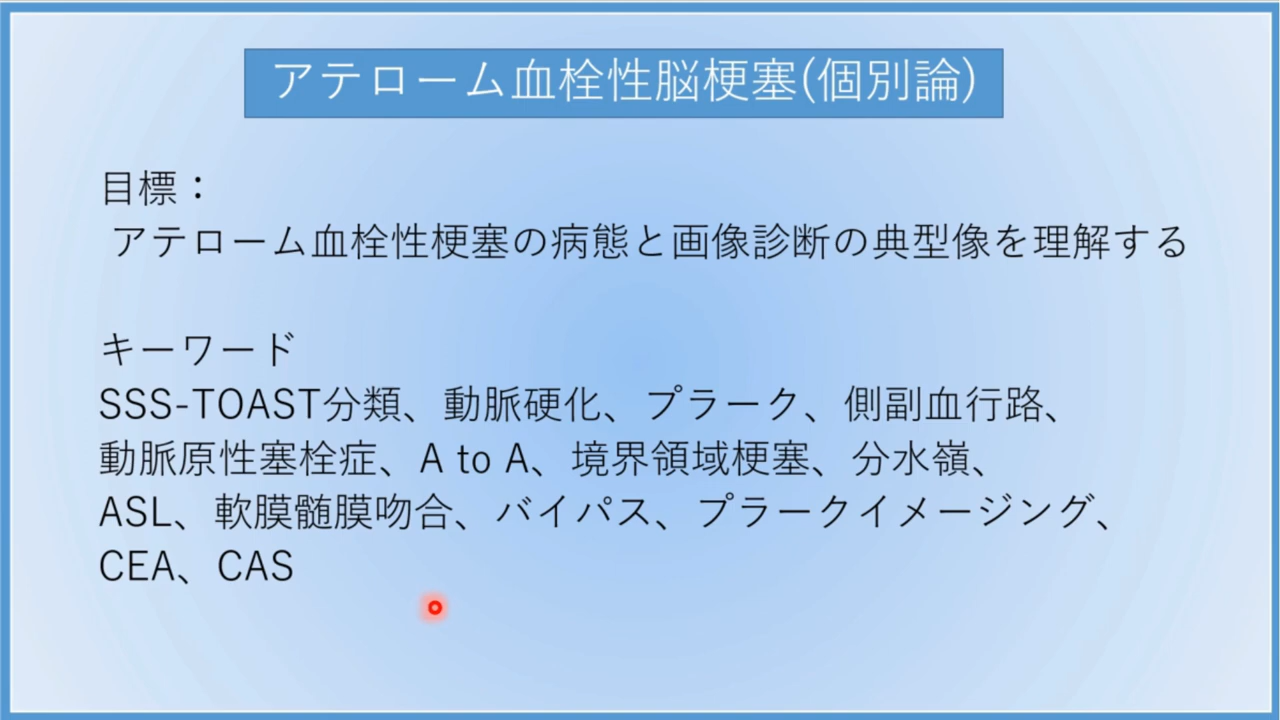 アテローム血栓性脳梗塞(個別論)
目標：
アテローム血栓性梗塞の病態と画像診断の典型像を理解する
キーワード
SSS-TOAST分類、動脈硬化、プラーク、側副血行路、
動脈原性塞栓症、A to A、境界領域梗塞、分水嶺、
ASL、軟膜髄膜吻合、バイパス、プラークイメージング、
CEA、CAS